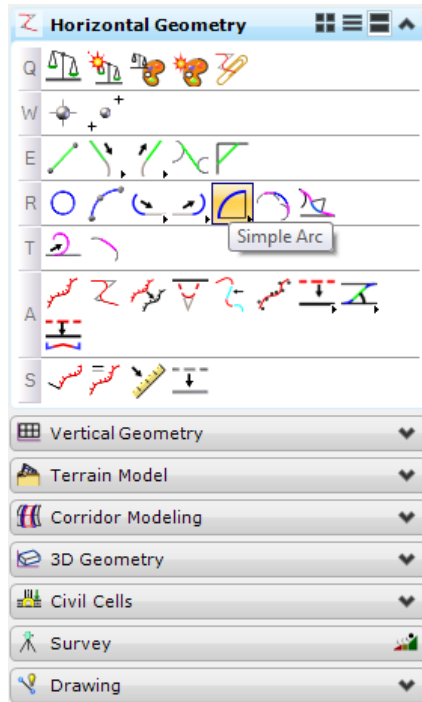 Horizontal Geometry
Q
W
E
R
Simple Arc
T
A
S
Vertical Geometry
Terrain Model
Corridor Modeling
3D Geometry
Civil Cells
Survey
Drawing